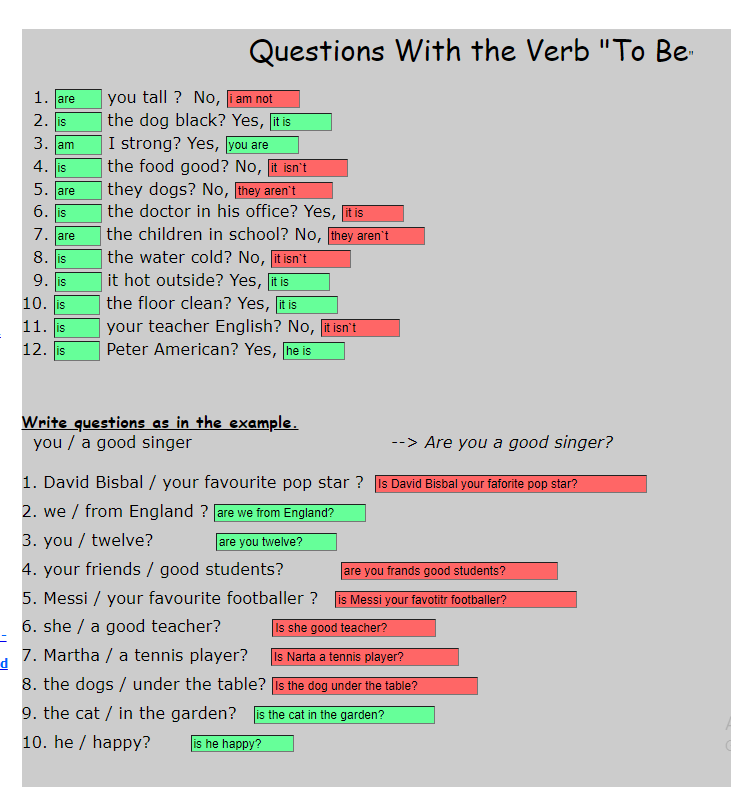 Questions With the Verb "To Be"
1. are you tall ? No, i am not
2. is the dog black? Yes, it is
3. am I strong? Yes, you are
4. is the food good? No, it isn`t
5. are they dogs? No, they aren`t
6. is the doctor in his office? Yes, it is
7. are the children in school? No, they aren`t
8. is the water cold? No, it isn`t
9. is it hot outside? Yes, it is
10. is the floor clean? Yes, it is
11. is your teacher English? No, it isn`t
12. is Peter American? Yes, he is
Write questions as in the example.
you / a good singer --> Are you a good singer?
1. David Bisbal / your favourite pop star ? Is David Bisbal your faforite pop star?
2. we / from England ? are we from England?
3. you / twelve? are you twelve?
4. your friends / good students? are you frands good students?
5. Messi / your favourite footballer ? is Messi your favotitr footballer?
6. she / a good teacher? Is she good teacher?
7. Martha / a tennis player? Is Narta a tennis player?
8. the dogs / under the table? Is the dog under the table?
9. the cat / in the garden? is the cat in the garden?
10. he / happy? is he happy?